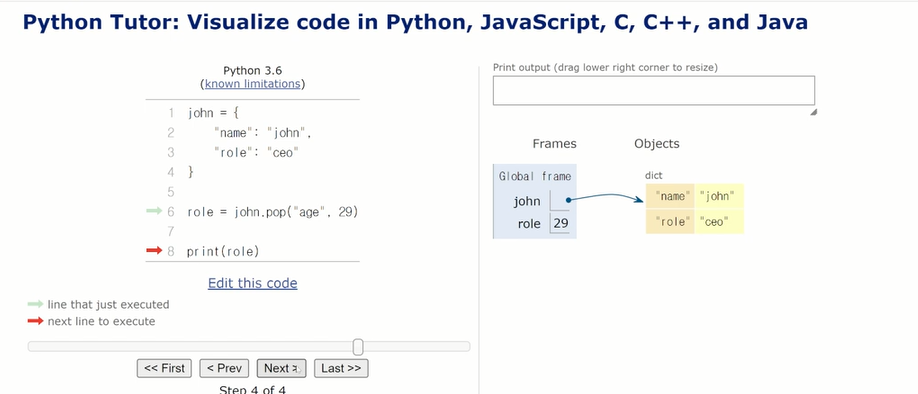 Python Tutor: Visualize code in Python, JavaScript, C, C++, and Java
Python 3.6
(known limitations)
1 john = {
2 "name": "john",
3 "role": "ceo"
4 }
5
6 role = john.pop("age", 29)
7
8 print(role)
Edit this code
line that just executed
next line to execute
<< First < Prev Next > Last >>
Step 4 of 4
Print output (drag lower right corner to resize)
Frames Objects
Global frame
john
role 29
dict
"name" "john"
"role" "ceo"